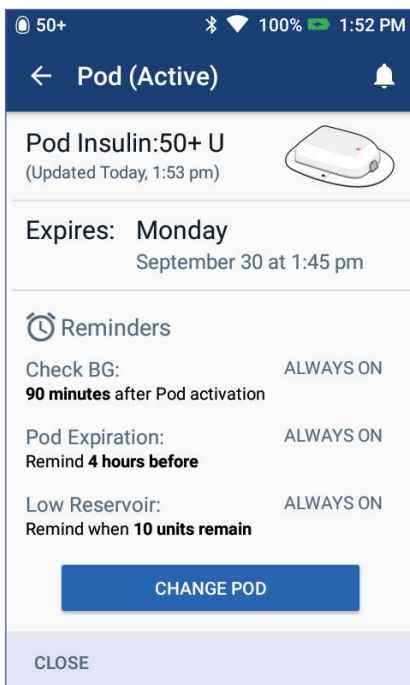 50+ 100% 1:52 PM
Pod (Active)
Pod Insulin:50+ U
(Updated Today, 1:53 pm)
Expires: Monday
September 30 at 1:45 pm
Reminders
Check BG: ALWAYS ON
90 minutes after Pod activation
Pod Expiration: ALWAYS ON
Remind 4 hours before
Low Reservoir: ALWAYS ON
Remind when 10 units remain
CHANGE POD
CLOSE